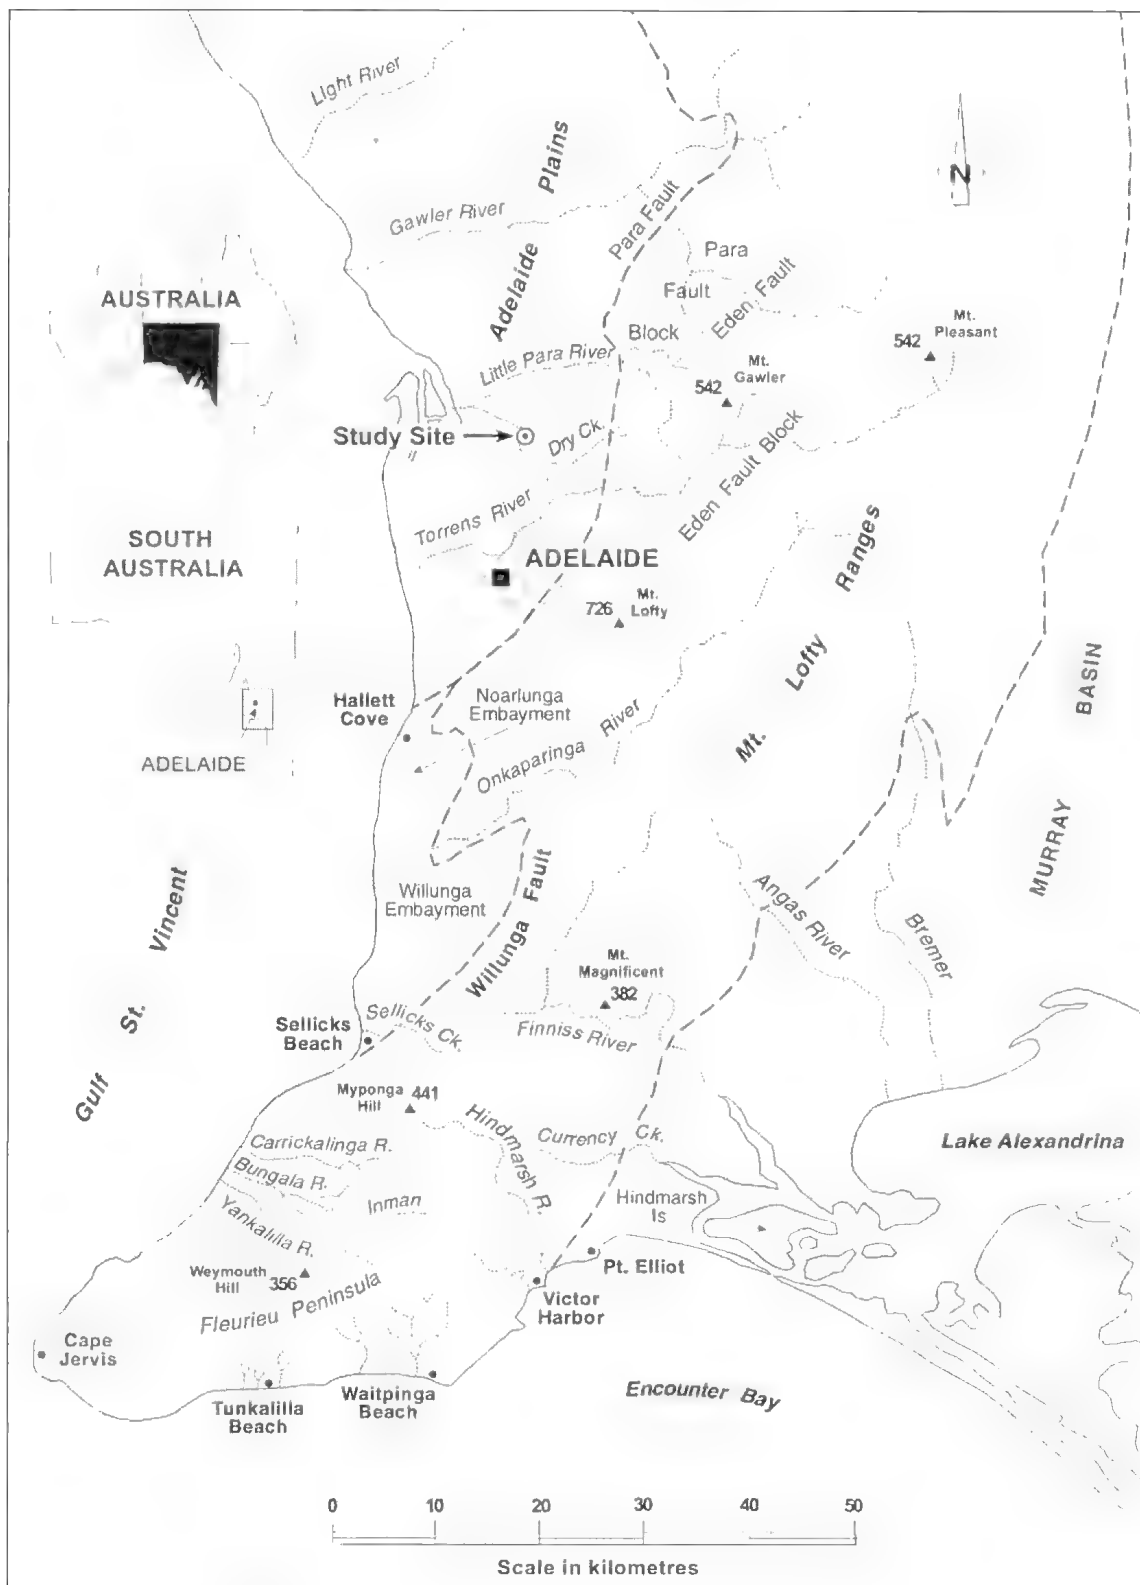 Light River
Plains
Adelaide
Gawler River
Para Fault
Para
Fault
Block
Eden Fault
N
Mt.
Pleasant
542
Mt.
Gawler
542
AUSTRALIA
Little Para River
Study Site
Dry Ck.
Eden Fault Block
Torrens River
SOUTH
AUSTRALIA
ADELAIDE
726
Mt.
Lofty
Mt.
Lofty
Ranges
Hallett
Cove
Noarlunga
Embayment
Onkaparinga River
ADELAIDE
MURRAY
BASIN
Gulf
St.
Vincent
Willunga
Embayment
Willunga Fault
Angas River
Bremer
Mt.
Magnificent
382
Sellicks
Beach
Sellicks Ck.
Finniss River
Myponga
Hill
441
Hindmarsh R.
Currency Ck.
Lake Alexandrina
Carrickalinga R.
Bungala R.
Yankalilla R.
Inman
Hindmarsh
Is
Weymouth
Hill
356
Fleurieu Peninsula
Pt. Elliot
Victor
Harbor
Cape
Jervis
Tunkalilla
Beach
Waitpinga
Beach
Encounter Bay
0 10 20 30 40 50
Scale in kilometres